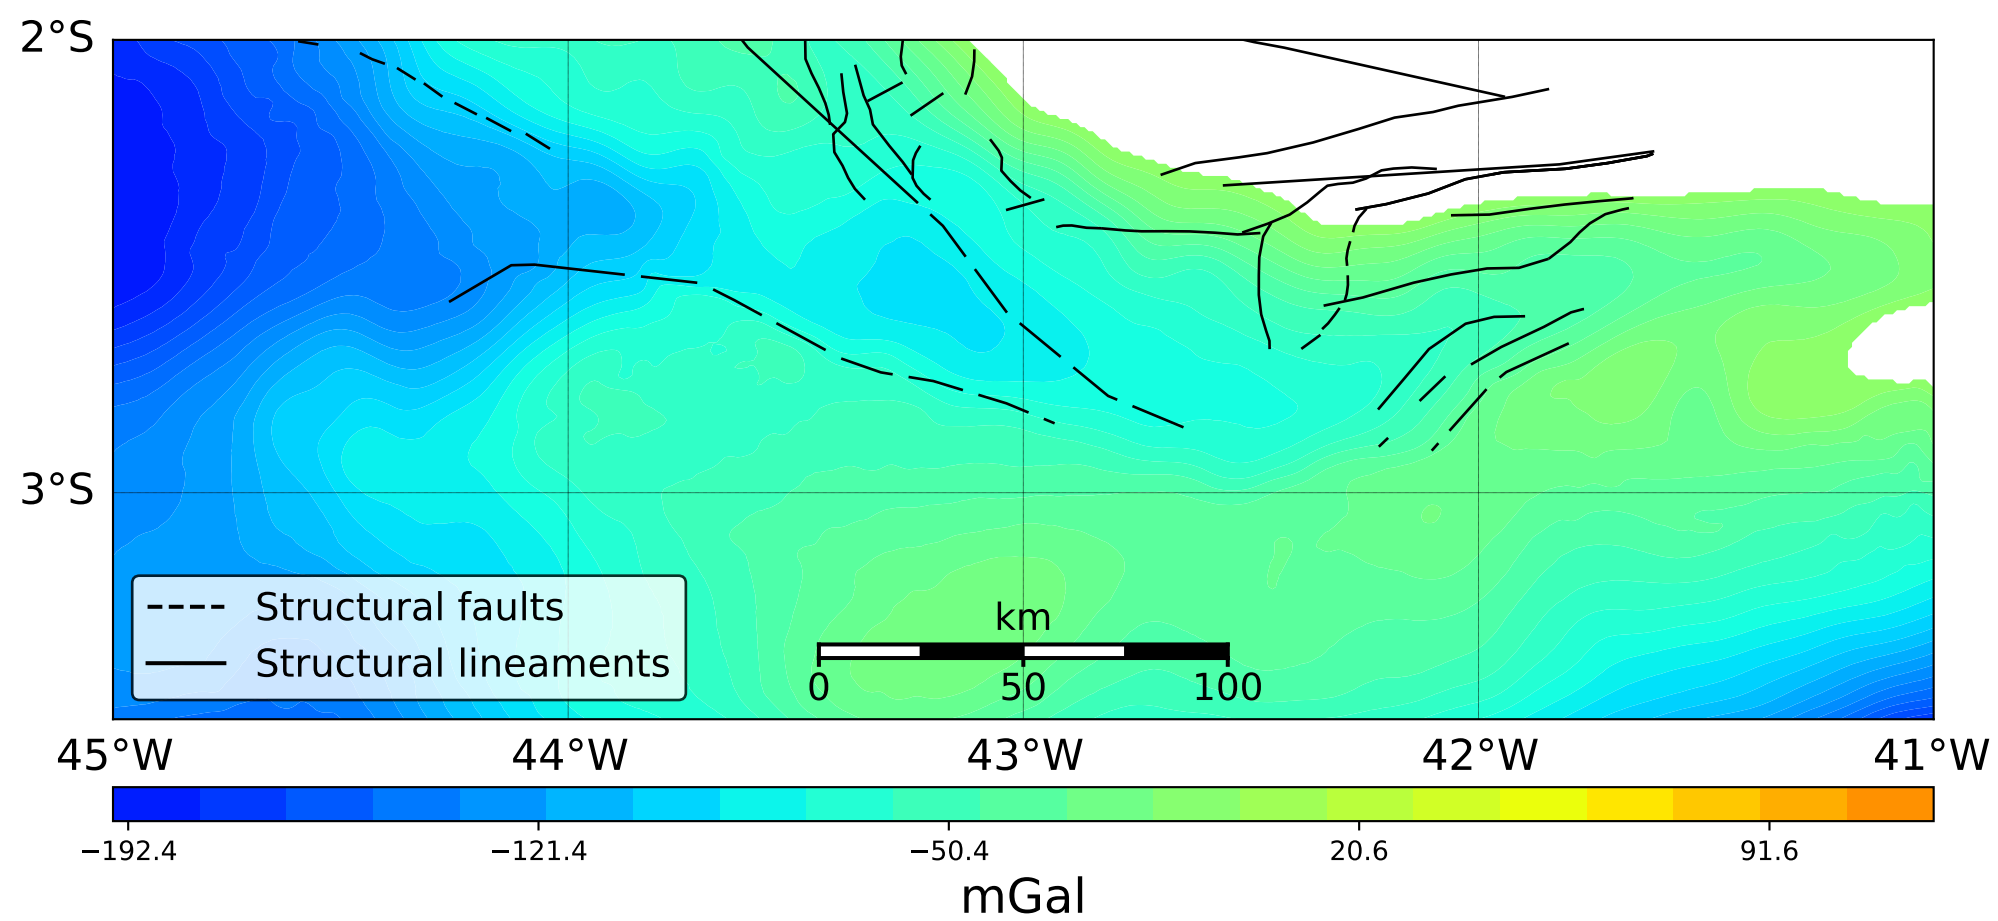 2°S
3°S
Structural faults
Structural lineaments
km
0 50 100
45°W 44°W 43°W 42°W 41°W
−192.4 −121.4 −50.4 20.6 91.6
mGal